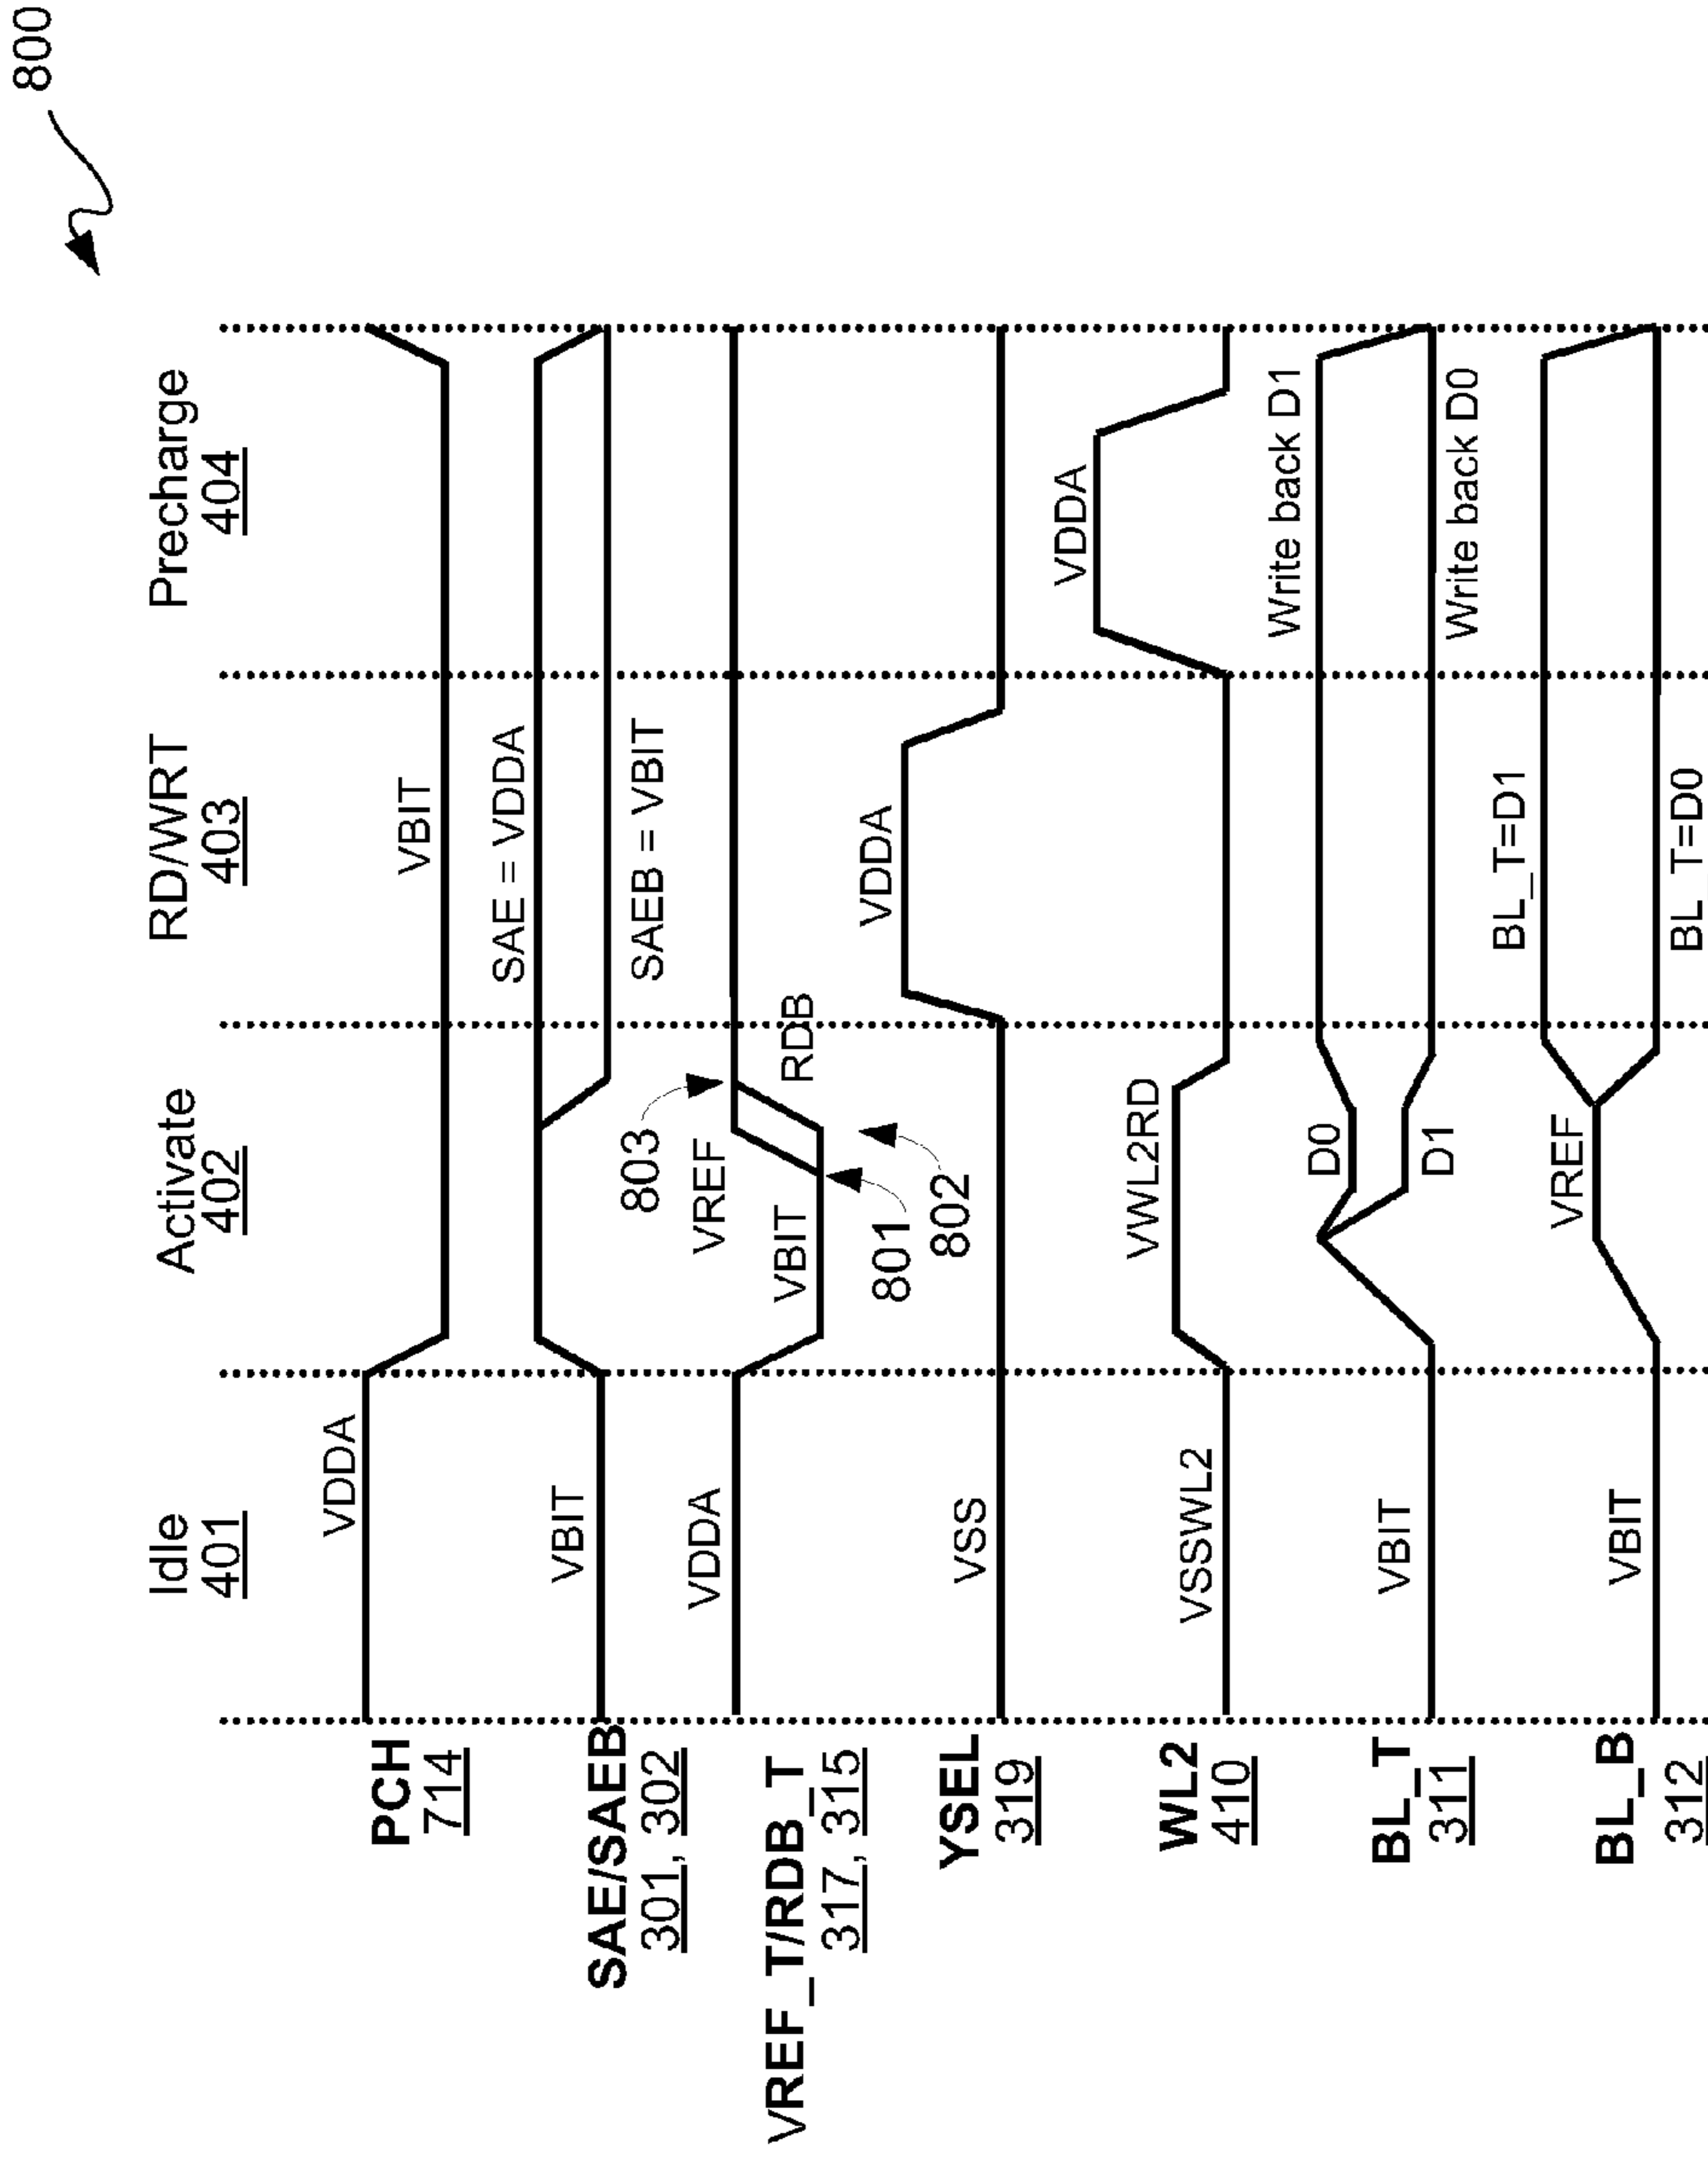 800
Idle
401
Activate
402
RD/WRT
403
Precharge
404
PCH
714
VDDA
VBIT
SAE/SAEB
301, 302
VBIT
SAE = VDDA
SAEB = VBIT
VREF_T/RDB_T
317, 315
VDDA
VBIT
VREF
RDB
801
802
803
YSEL
319
VSS
VDDA
WL2
410
VSSWL2
VWL2RD
VDDA
BL_T
311
VBIT
D0
D1
Write back D1
Write back D0
BL_B
312
VBIT
VREF
BL_T=D1
BL_T=D0